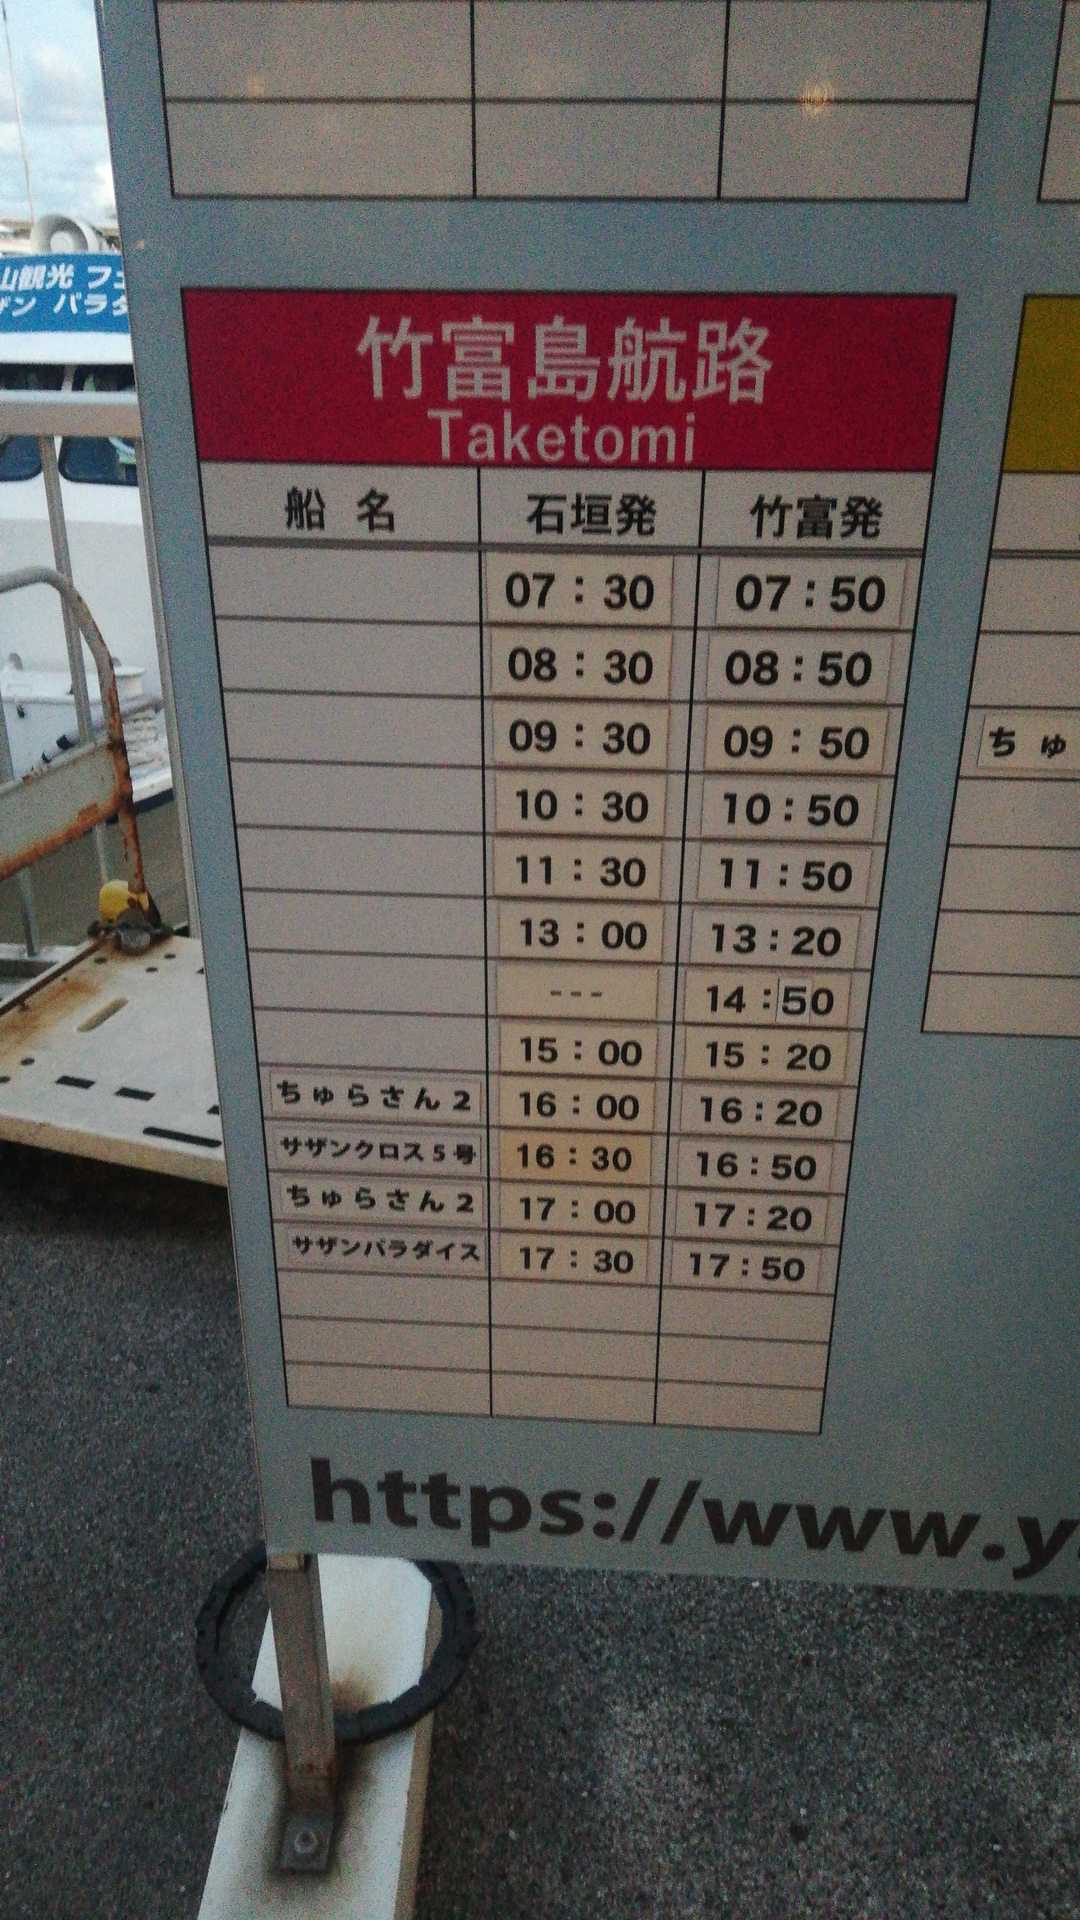 山観光 フェ
ザン パラダ
竹富島航路
Taketomi
船 名 石垣発 竹富発
07:30 07:50
08:30 08:50
09:30 09:50
10:30 10:50
11:30 11:50
13:00 13:20
--- 14:50
15:00 15:20
ちゅらさん2 16:00 16:20
サザンクロス5号 16:30 16:50
ちゅらさん2 17:00 17:20
サザンパラダイス 17:30 17:50
ちゅ
https://www.y